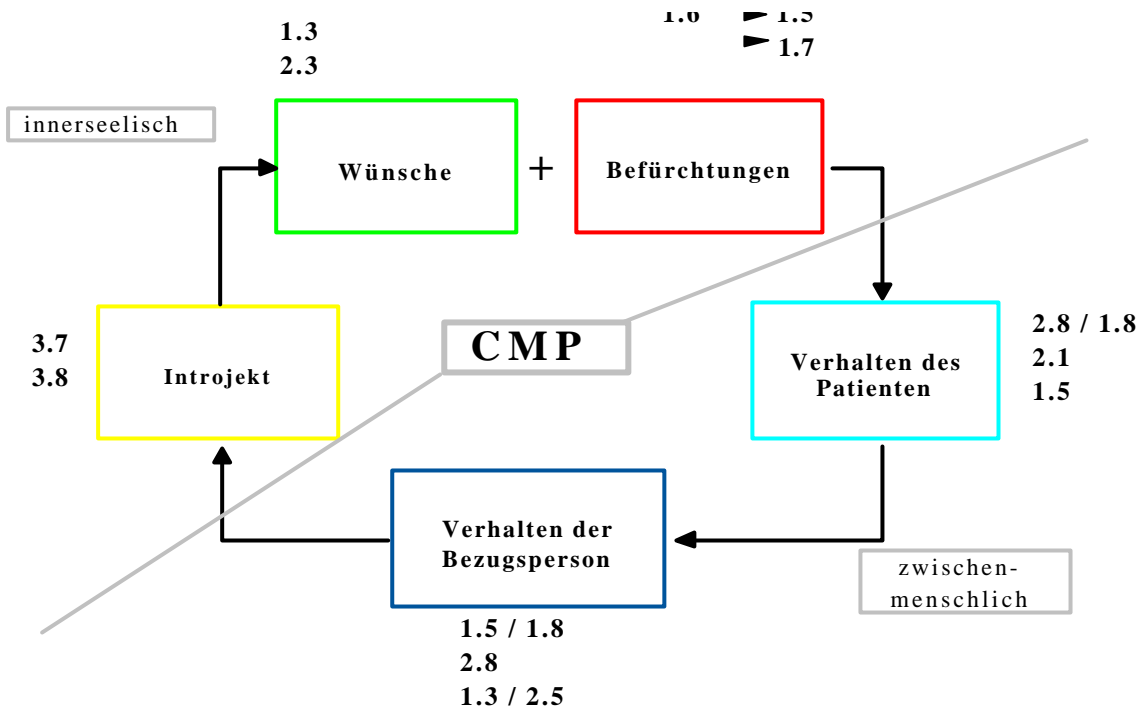 1.6 ►
1.3
► 1.7
2.3
innerseelisch
Wünsche
+
Befürchtungen
CMP
3.7
3.8
Introjekt
Verhalten des
Patienten
2.8 / 1.8
2.1
1.5
Verhalten der
Bezugsperson
zwischen-
menschlich
1.5 / 1.8
2.8
1.3 / 2.5